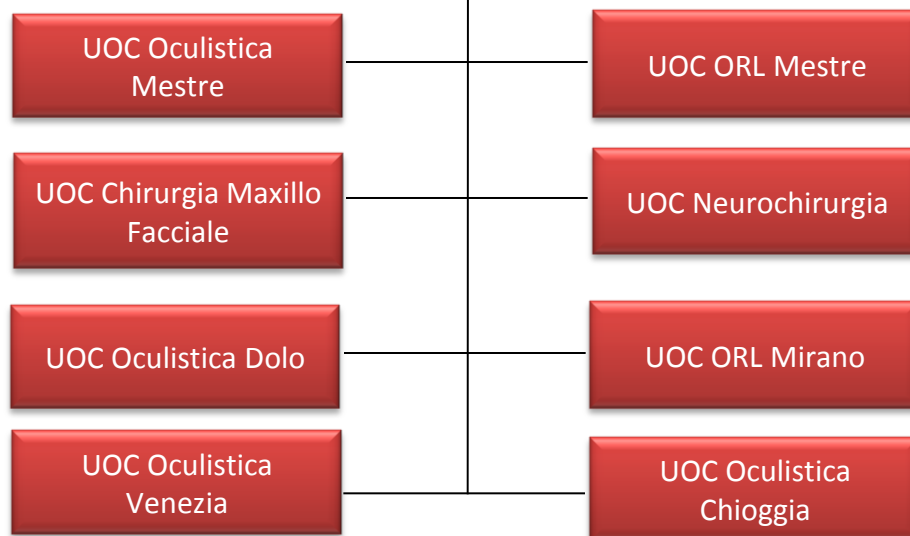 UOC Oculistica
Mestre
UOC ORL Mestre
UOC Chirurgia Maxillo
Facciale
UOC Neurochirurgia
UOC Oculistica Dolo
UOC ORL Mirano
UOC Oculistica
Venezia
UOC Oculistica
Chioggia